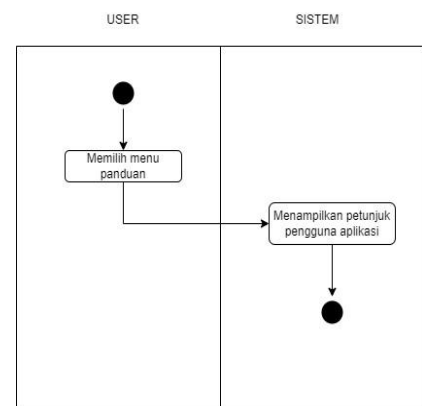 USER
SISTEM
Memilih menu
panduan
Menampilkan petunjuk
pengguna aplikasi